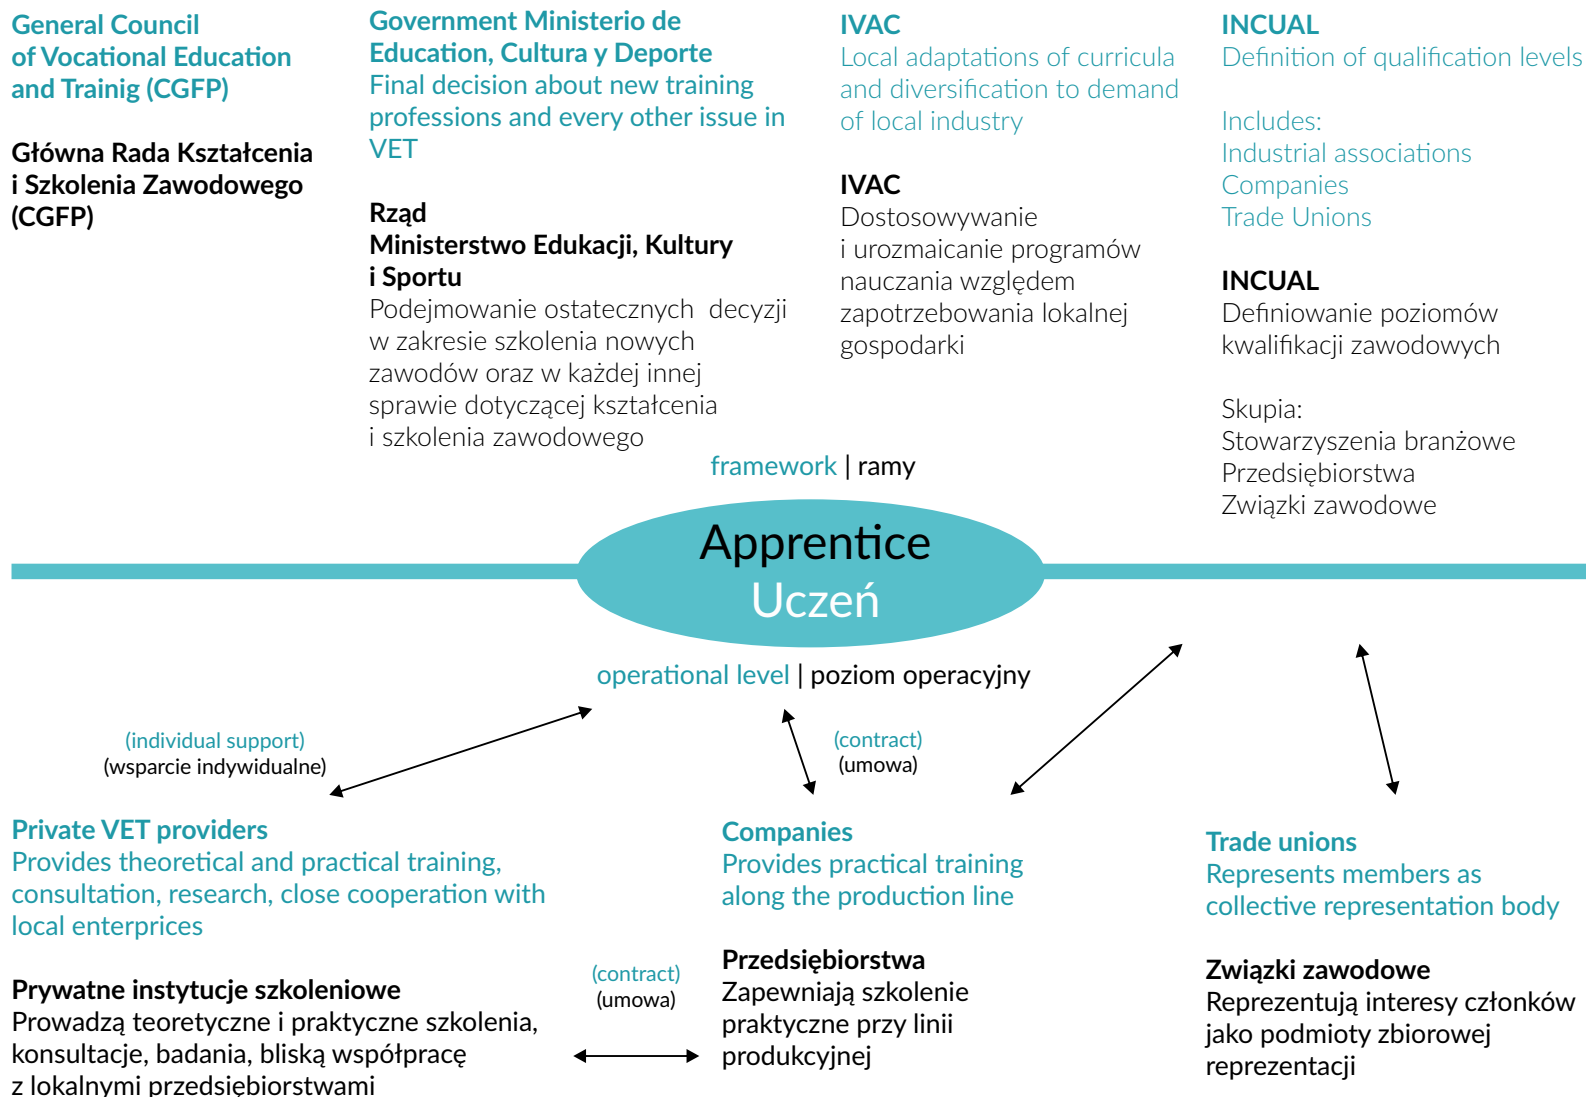 General Council
of Vocational Education
and Trainig (CGFP)
Główna Rada Kształcenia
i Szkolenia Zawodowego
(CGFP)
Government Ministerio de
Education, Cultura y Deporte
Final decision about new training
professions and every other issue in
VET
Rząd
Ministerstwo Edukacji, Kultury
i Sportu
Podejmowanie ostatecznych decyzji
w zakresie szkolenia nowych
zawodów oraz w każdej innej
sprawie dotyczącej kształcenia
i szkolenia zawodowego
IVAC
Local adaptations of curricula
and diversification to demand
of local industry
IVAC
Dostosowywanie
i urozmaicanie programów
nauczania względem
zapotrzebowania lokalnej
gospodarki
INCUAL
Definition of qualification levels
Includes:
Industrial associations
Companies
Trade Unions
INCUAL
Definiowanie poziomów
kwalifikacji zawodowych
Skupia:
Stowarzyszenia branżowe
Przedsiębiorstwa
Związki zawodowe
framework | ramy
Apprentice
Uczeń
operational level | poziom operacyjny
(individual support)
(wsparcie indywidualne)
(contract)
(umowa)
Private VET providers
Provides theoretical and practical training,
consultation, research, close cooperation with
local enterprices
Prywatne instytucje szkoleniowe
Prowadzą teoretyczne i praktyczne szkolenia,
konsultacje, badania, bliską współpracę
z lokalnymi przedsiębiorstwami
(contract)
(umowa)
Companies
Provides practical training
along the production line
Przedsiębiorstwa
Zapewniają szkolenie
praktyczne przy linii
produkcyjnej
Trade unions
Represents members as
collective representation body
Związki zawodowe
Reprezentują interesy członków
jako podmioty zbiorowej
reprezentacji